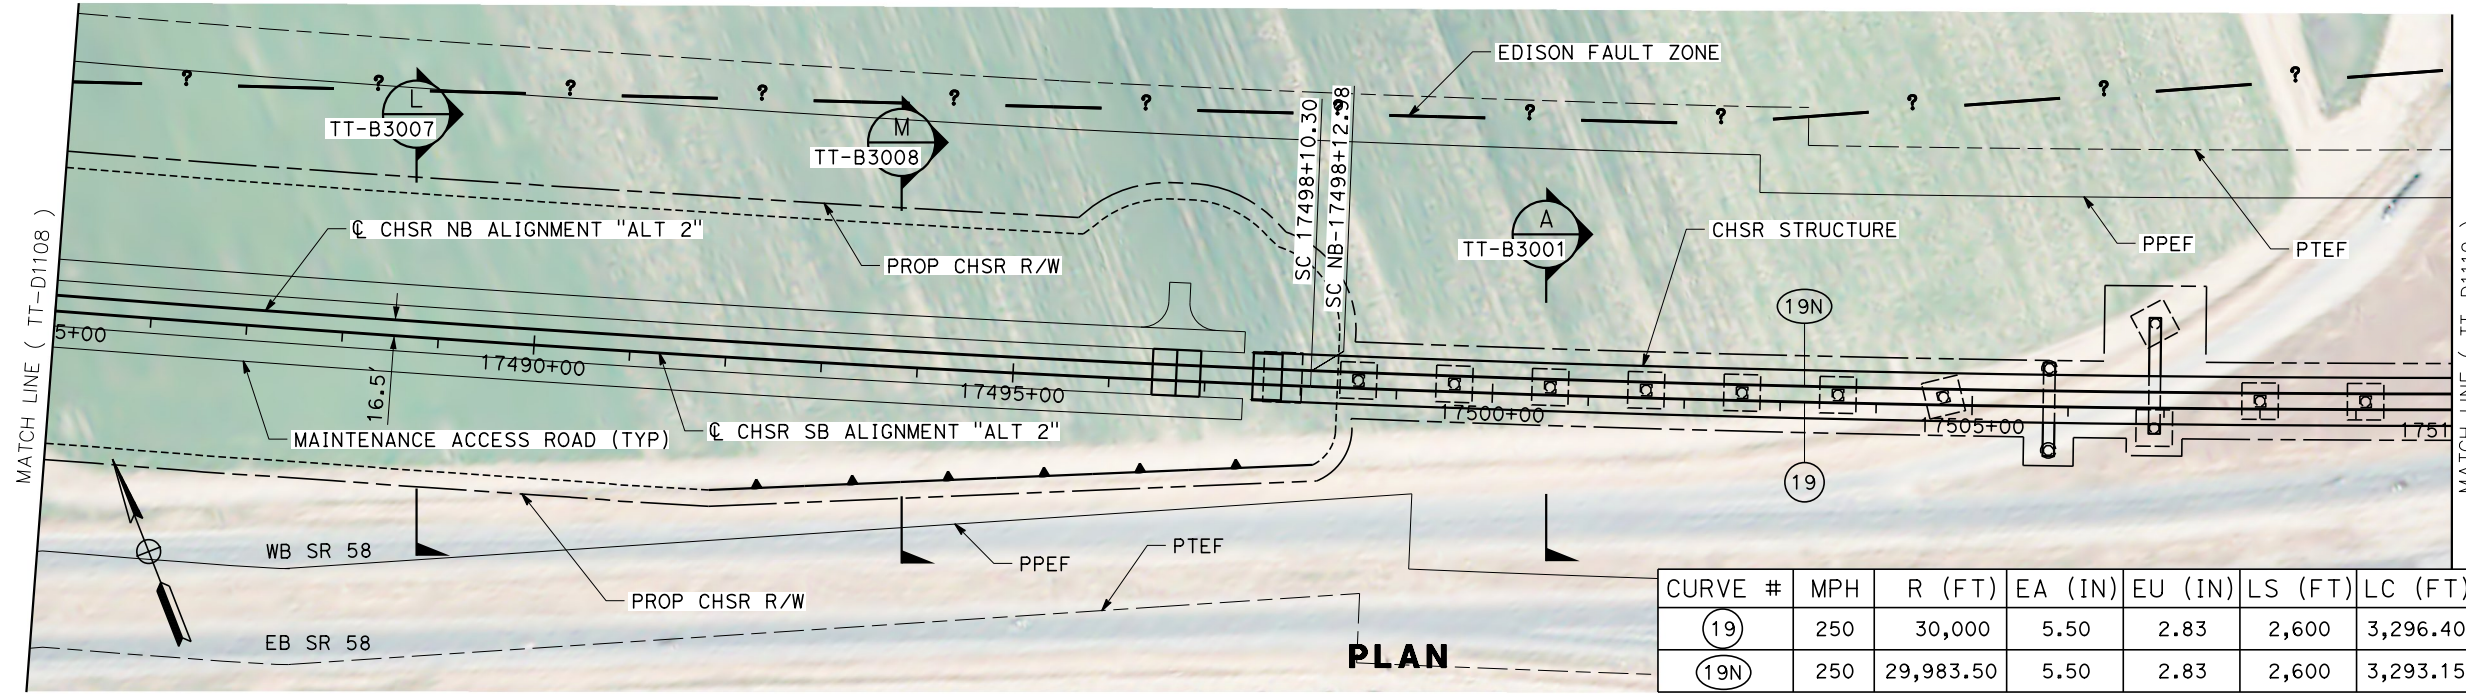 EDISON FAULT ZONE
? ? ? ? ? ? ? ? ? ? ? ?
L
TT-B3007
M
TT-B3008
SC 17498+10.30
SC NB-17498+12.98
A
TT-B3001
MATCH LINE ( TT-D1108 )
℄ CHSR NB ALIGNMENT "ALT 2"
PROP CHSR R/W
CHSR STRUCTURE
PPEF
PTEF
19N
5+00
17490+00
17495+00
17500+00
17505+00
1751
16.5'
MAINTENANCE ACCESS ROAD (TYP)
℄ CHSR SB ALIGNMENT "ALT 2"
19
WB SR 58
PPEF
PTEF
PROP CHSR R/W
EB SR 58
PLAN
CURVE # MPH R (FT) EA (IN) EU (IN) LS (FT) LC (FT)
19 250 30,000 5.50 2.83 2,600 3,296.40
19N 250 29,983.50 5.50 2.83 2,600 3,293.15